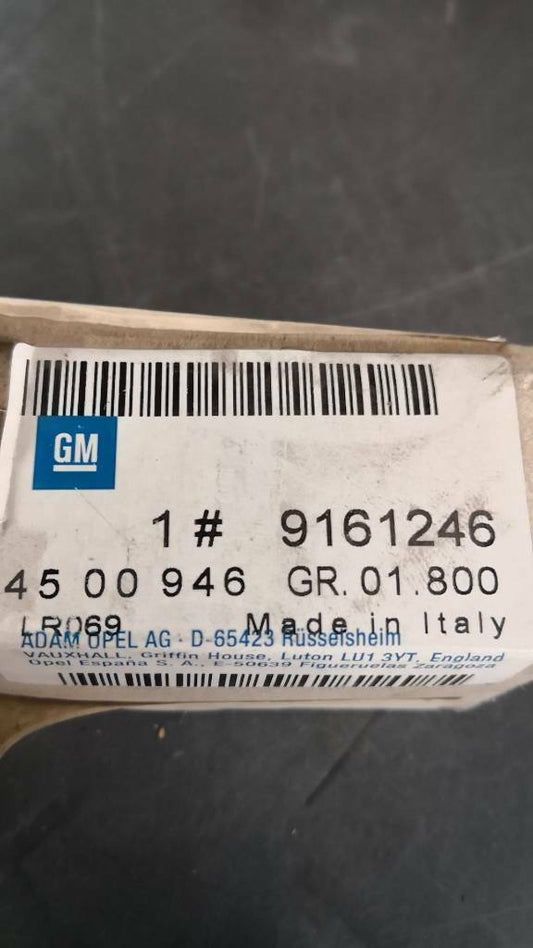 GM
1 # 9161246
45 00 946 GR. 01.800
LR069 Made in Italy
ADAM OPEL AG · D-65423 Rüsselsheim
VAUXHALL, Griffin House, Luton LU1 3YT, England
Opel España S. A., E-50639 Figueruelas Zaragoza